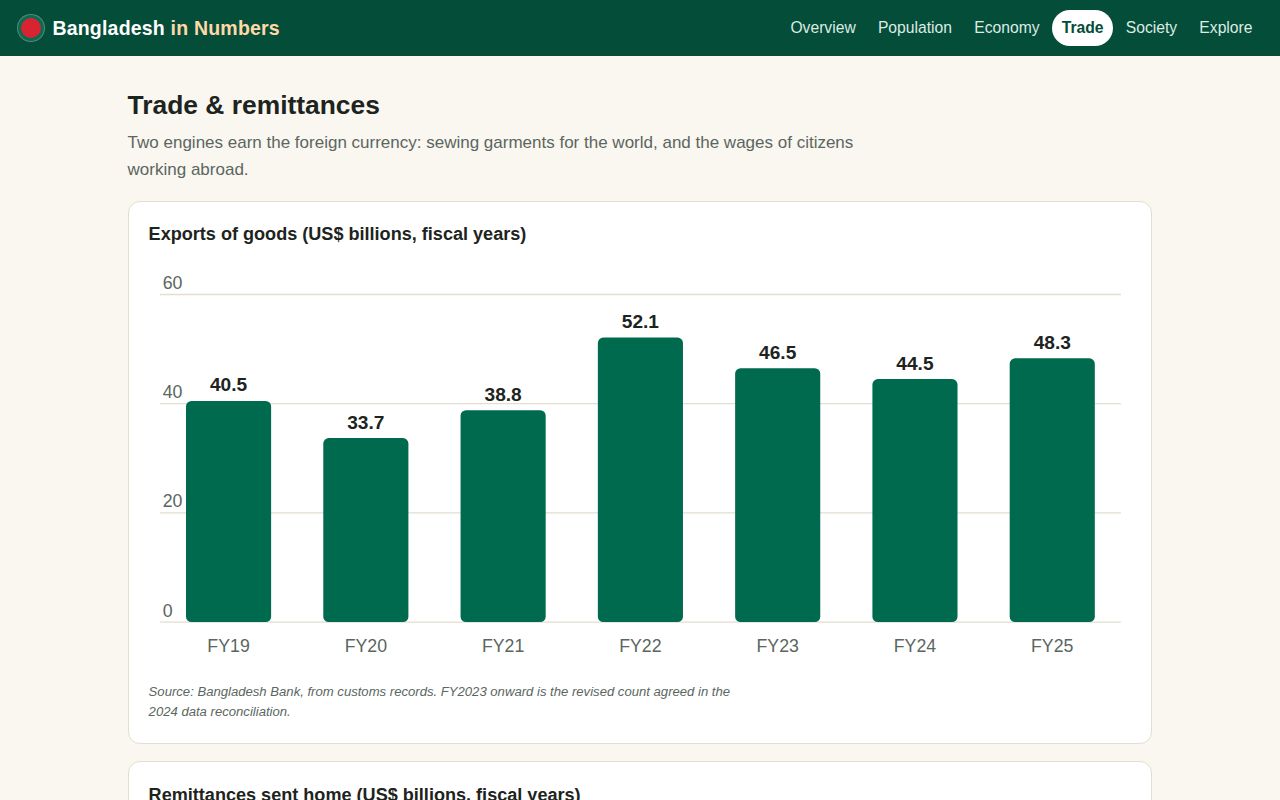 Bangladesh in Numbers
Overview Population Economy Trade Society Explore
Trade & remittances
Two engines earn the foreign currency: sewing garments for the world, and the wages of citizens
working abroad.
Exports of goods (US$ billions, fiscal years)
60
40
20
0
40.5
33.7
38.8
52.1
46.5
44.5
48.3
FY19 FY20 FY21 FY22 FY23 FY24 FY25
Source: Bangladesh Bank, from customs records. FY2023 onward is the revised count agreed in the
2024 data reconciliation.
Remittances sent home (US$ billions, fiscal years)